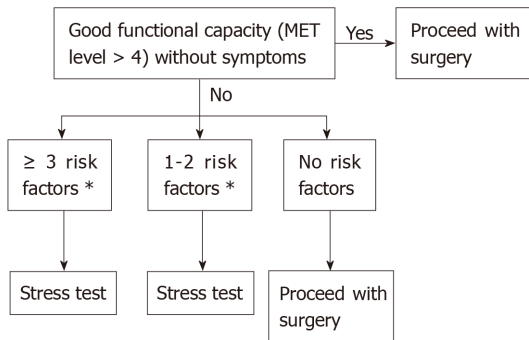 Good functional capacity (MET
level > 4) without symptoms
Yes
Proceed with
surgery
No
≥ 3 risk
factors *
1-2 risk
factors *
No risk
factors
Stress test
Stress test
Proceed with
surgery